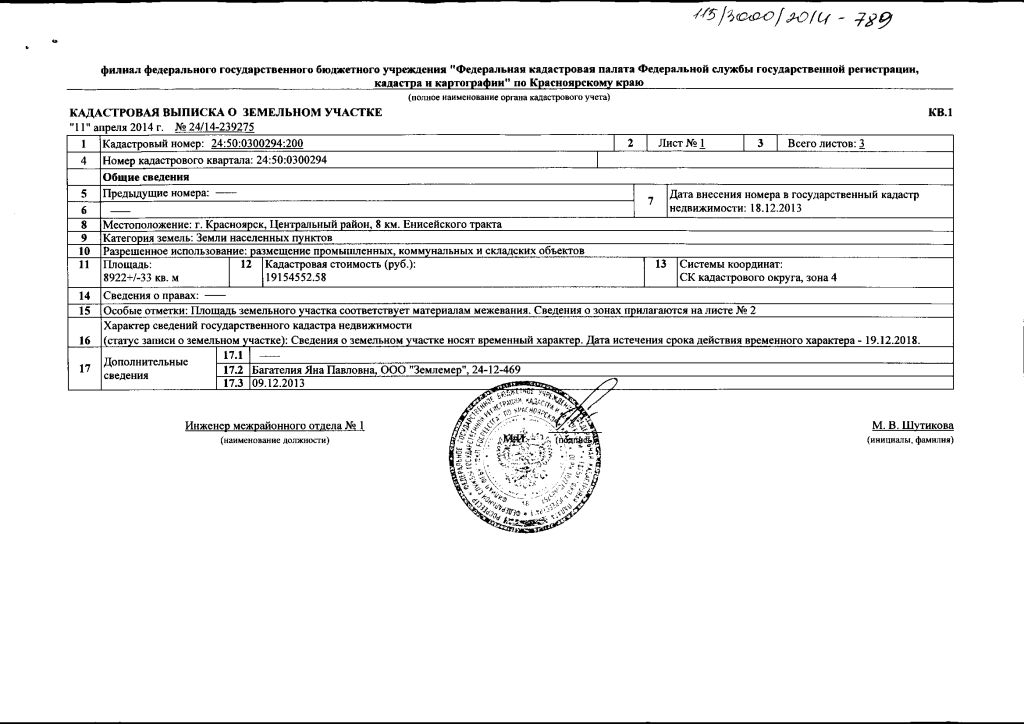 115/3000/2014 - 789
филиал федерального государственного бюджетного учреждения "Федеральная кадастровая палата Федеральной службы государственной регистрации,
кадастра и картографии" по Красноярскому краю
(полное наименование органа кадастрового учета)
КАДАСТРОВАЯ ВЫПИСКА О ЗЕМЕЛЬНОМ УЧАСТКЕ КВ.1
"11" апреля 2014 г. № 24/14-239275
1 Кадастровый номер: 24:50:0300294:200 2 Лист № 1 3 Всего листов: 3
4 Номер кадастрового квартала: 24:50:0300294
Общие сведения
5 Предыдущие номера: ——
7 Дата внесения номера в государственный кадастр
недвижимости: 18.12.2013
6 ——
8 Местоположение: г. Красноярск, Центральный район, 8 км. Енисейского тракта
9 Категория земель: Земли населенных пунктов
10 Разрешенное использование: размещение промышленных, коммунальных и складских объектов
11 Площадь: 12 Кадастровая стоимость (руб.): 13 Системы координат:
8922+/-33 кв. м 19154552.58 СК кадастрового округа, зона 4
14 Сведения о правах: ——
15 Особые отметки: Площадь земельного участка соответствует материалам межевания. Сведения о зонах прилагаются на листе № 2
Характер сведений государственного кадастра недвижимости
16 (статус записи о земельном участке): Сведения о земельном участке носят временный характер. Дата истечения срока действия временного характера - 19.12.2018.
17 Дополнительные
сведения
17.1 ——
17.2 Багателия Яна Павловна, ООО "Землемер", 24-12-469
17.3 09.12.2013
Инженер межрайонного отдела № 1 М. В. Шутикова
(наименование должности) М.П. (подпись) (инициалы, фамилия)